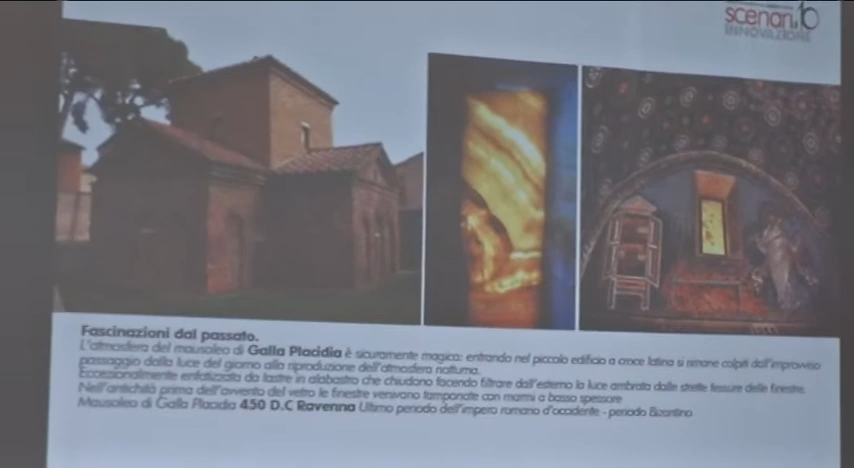 scenari 10
INNOVAZIONE
Fascinazioni dal passato.
L'atmosfera del mausoleo di Galla Placidia è sicuramente magica: entrando nel piccolo edificio a croce latina si rimane colpiti dall'improvviso
passaggio dalla luce del giorno alla riproduzione dell'atmosfera notturna.
Eccezionalmente enfatizzata da lastre in alabastro che chiudono facendo filtrare dall'esterno la luce ambrata dalle strette fessure delle finestre.
Nell'antichità prima dell'avvento del vetro le finestre venivano tamponate con marmi a basso spessore
Mausoleo di Galla Placidia 450 D.C Ravenna Ultimo periodo dell'impero romano d'occidente - periodo Bizantino